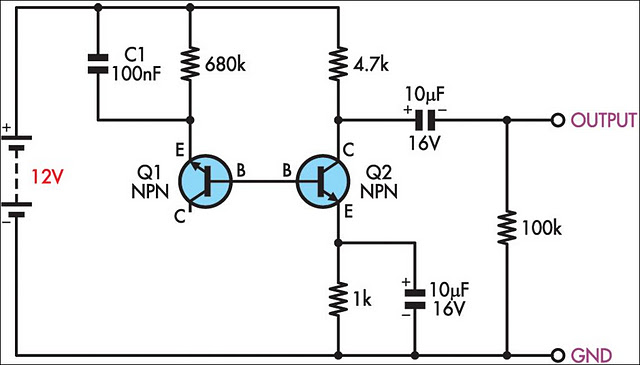 C1
100nF
680k
4.7k
10µF
+ −
16V
OUTPUT
+
12V
−
E
Q1
NPN
B
C
B
C
Q2
NPN
E
100k
1k
+
10µF
−
16V
GND